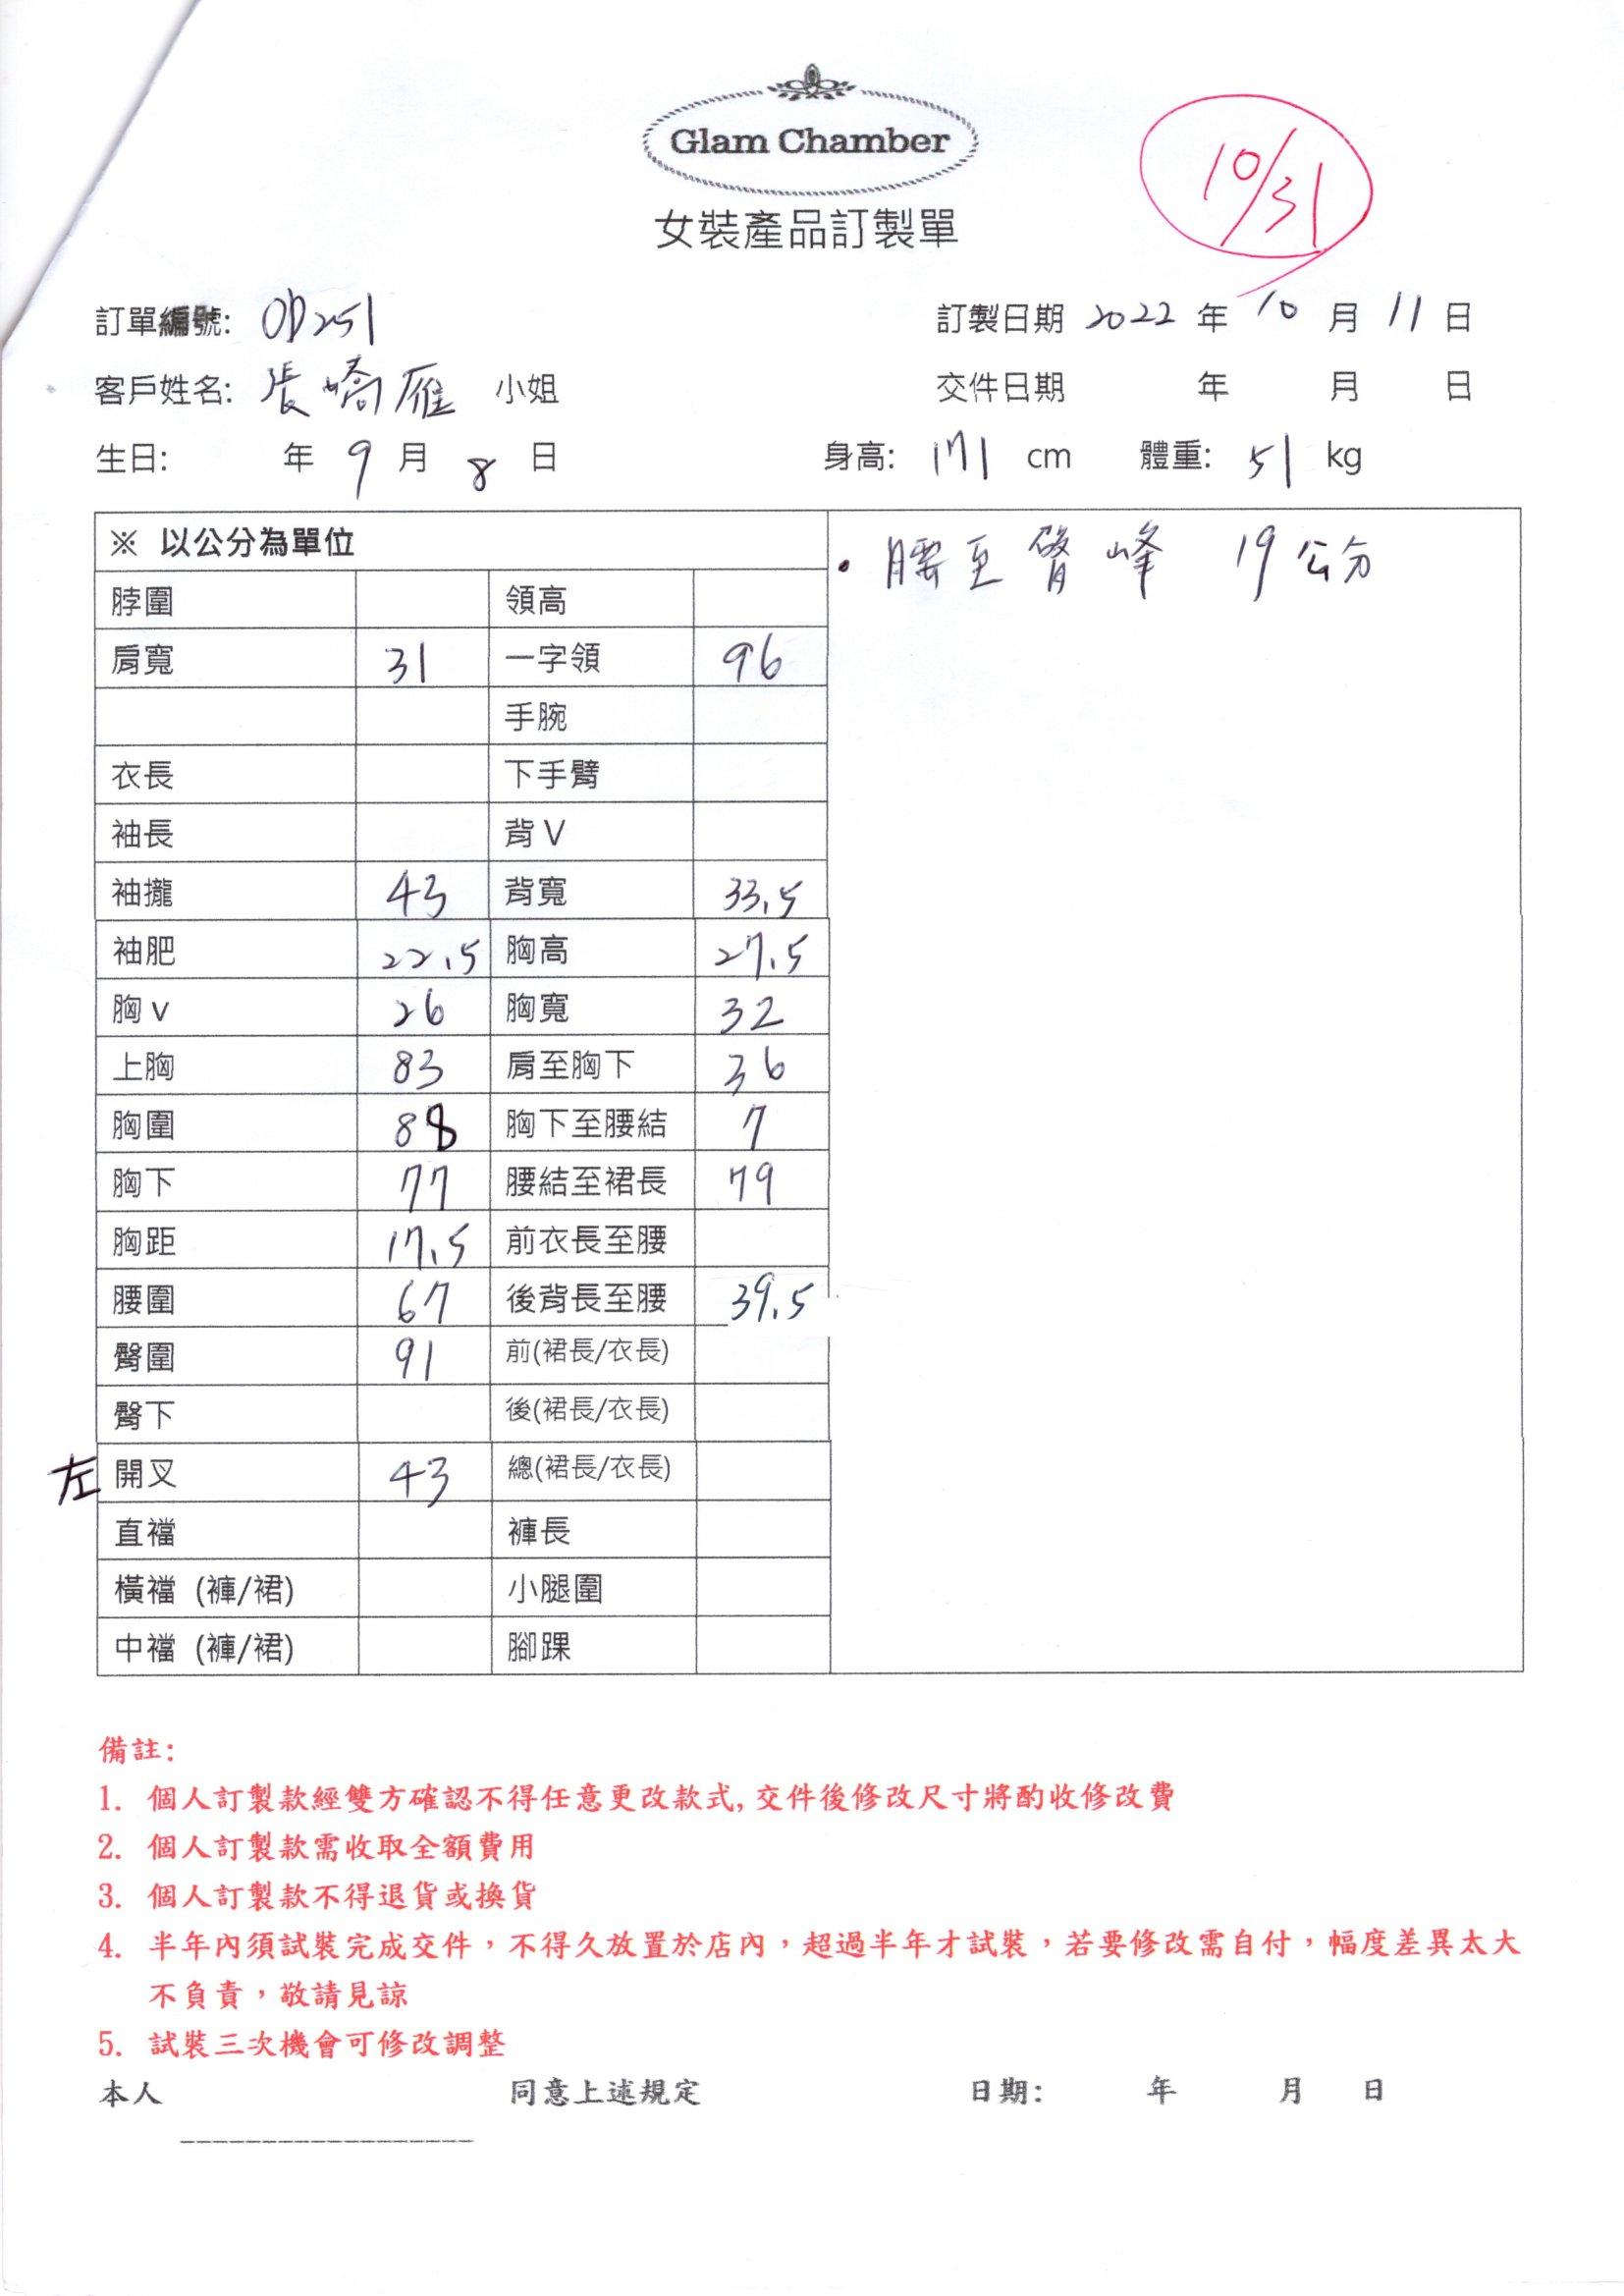 Glam Chamber
10/31
女裝產品訂製單
訂單編號: OD251 訂製日期 2022 年 10 月 11 日
客戶姓名: 張嶠雁 小姐 交件日期 年 月 日
生日: 年 9 月 8 日 身高: 171 cm 體重: 51 kg
※ 以公分為單位
• 腰至臀峰 19公分
脖圍 領高
肩寬 31 一字領 96
手腕
衣長 下手臂
袖長 背V
袖攏 43 背寬 33.5
袖肥 22.5 胸高 27.5
胸v 26 胸寬 32
上胸 83 肩至胸下 36
胸圍 88 胸下至腰結 7
胸下 77 腰結至裙長 79
胸距 17.5 前衣長至腰
腰圍 67 後背長至腰 39.5
臀圍 91 前(裙長/衣長)
臀下 後(裙長/衣長)
左 開叉 43 總(裙長/衣長)
直襠 褲長
橫襠 (褲/裙) 小腿圍
中襠 (褲/裙) 腳踝
備註:
1. 個人訂製款經雙方確認不得任意更改款式,交件後修改尺寸將酌收修改費
2. 個人訂製款需收取全額費用
3. 個人訂製款不得退貨或換貨
4. 半年內須試裝完成交件，不得久放置於店內，超過半年才試裝，若要修改需自付，幅度差異太大
不負責，敬請見諒
5. 試裝三次機會可修改調整
本人 同意上述規定 日期: 年 月 日